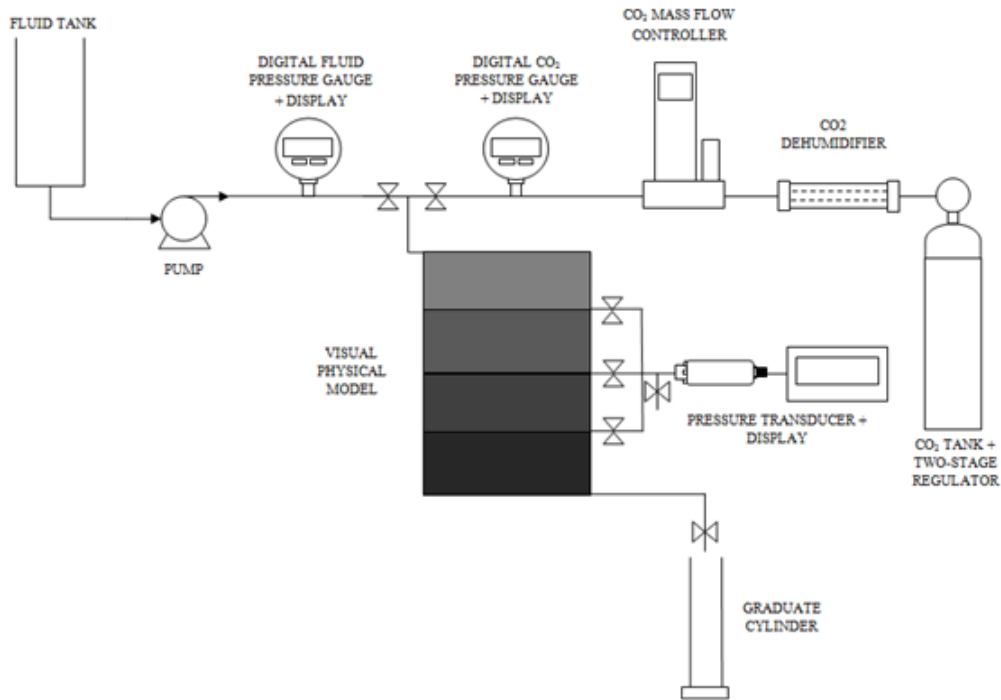 FLUID TANK
CO₂ MASS FLOW
CONTROLLER
DIGITAL FLUID
PRESSURE GAUGE
+ DISPLAY
DIGITAL CO₂
PRESSURE GAUGE
+ DISPLAY
CO2
DEHUMIDIFIER
PUMP
VISUAL
PHYSICAL
MODEL
PRESSURE TRANSDUCER +
DISPLAY
CO₂ TANK +
TWO-STAGE
REGULATOR
GRADUATE
CYLINDER